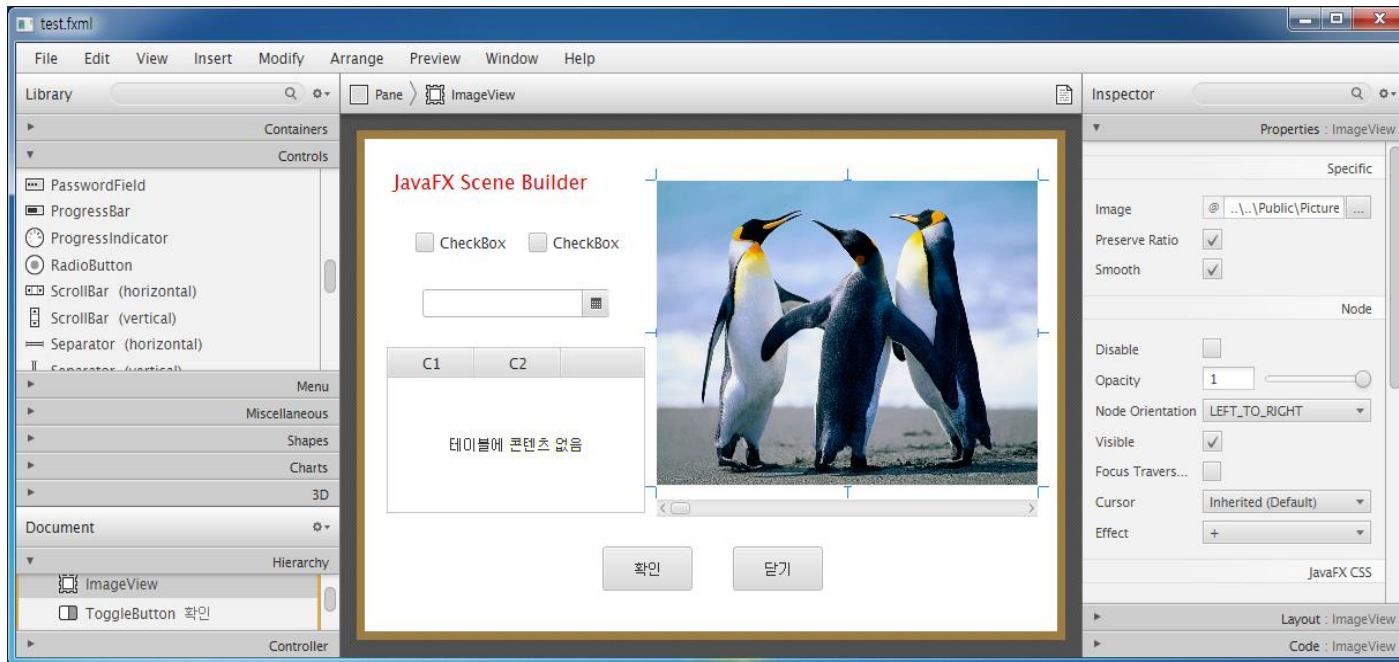 test.fxml
File Edit View Insert Modify Arrange Preview Window Help
Library
Containers
Controls
PasswordField
ProgressBar
ProgressIndicator
RadioButton
ScrollBar (horizontal)
ScrollBar (vertical)
Separator (horizontal)
Separator (vertical)
Menu
Miscellaneous
Shapes
Charts
3D
Document
Hierarchy
ImageView
ToggleButton 확인
Controller
Pane ImageView
JavaFX Scene Builder
CheckBox CheckBox
C1 C2
테이블에 콘텐츠 없음
확인 닫기
Inspector
Properties : ImageView
Specific
Image @ ..\..\Public\Picture ...
Preserve Ratio
Smooth
Node
Disable
Opacity 1
Node Orientation LEFT_TO_RIGHT
Visible
Focus Travers...
Cursor Inherited (Default)
Effect +
JavaFX CSS
Layout : ImageView
Code : ImageView